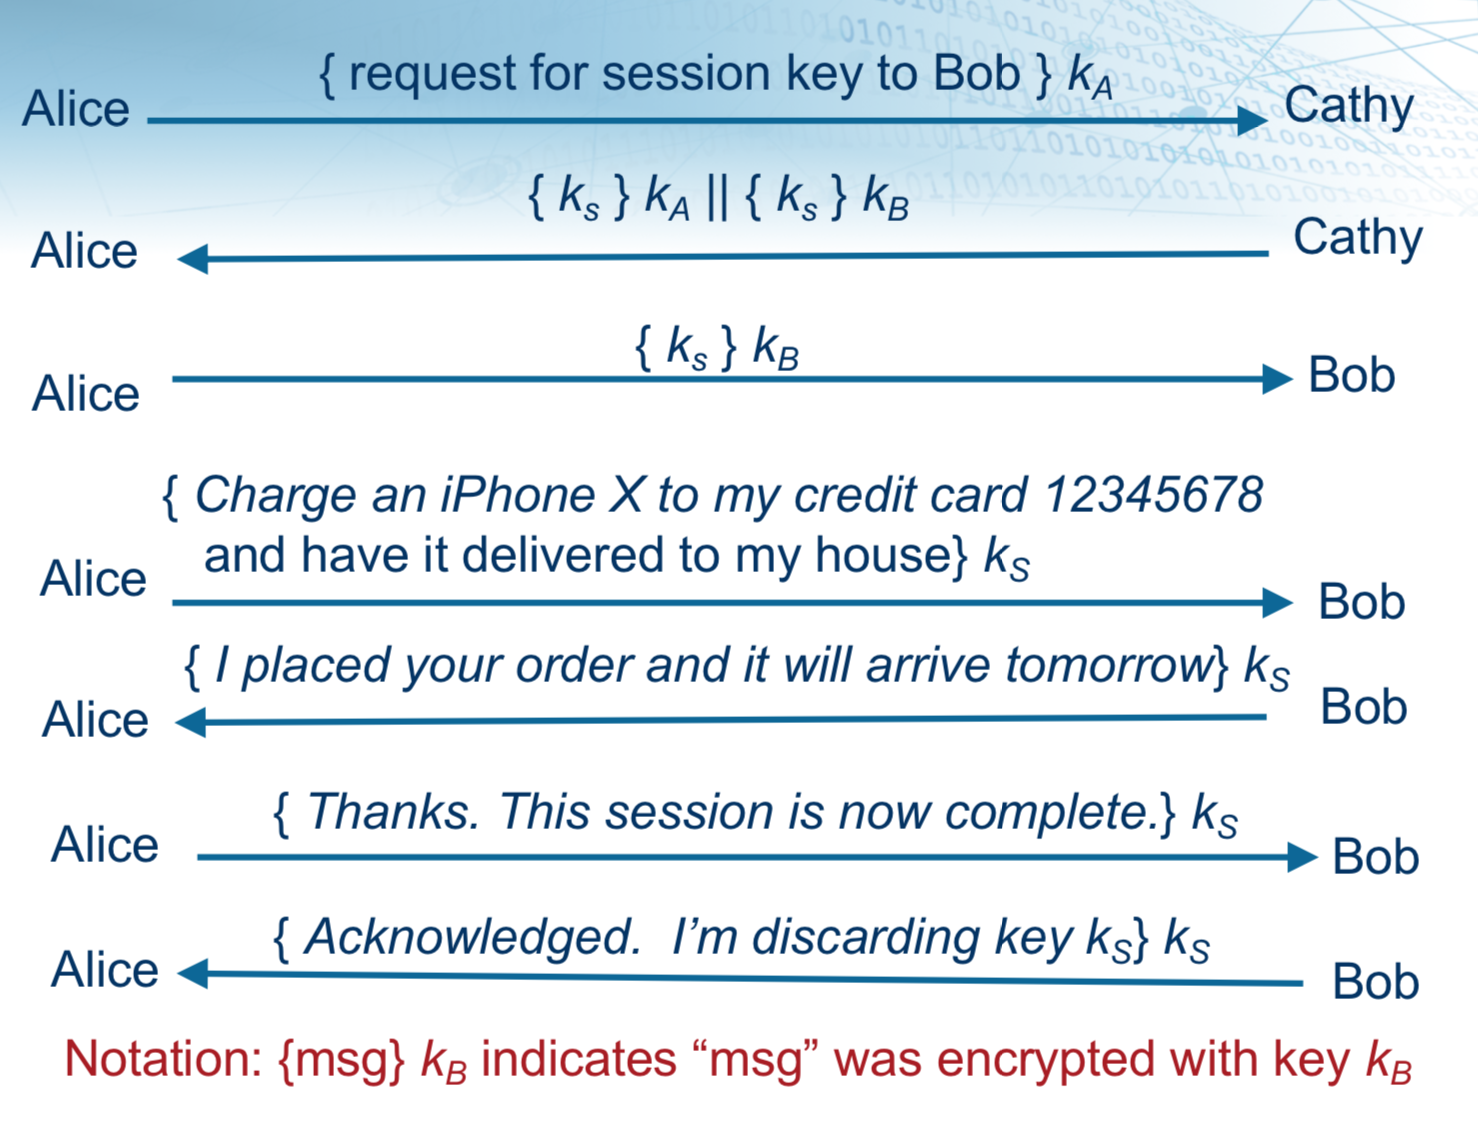 { request for session key to Bob } kA
Alice Cathy
{ ks } kA || { ks } kB
Alice Cathy
{ ks } kB
Alice Bob
{ Charge an iPhone X to my credit card 12345678
and have it delivered to my house} kS
Alice Bob
{ I placed your order and it will arrive tomorrow} kS
Alice Bob
{ Thanks. This session is now complete.} kS
Alice Bob
{ Acknowledged.  I’m discarding key kS} kS
Alice Bob
Notation: {msg} kB indicates “msg” was encrypted with key kB